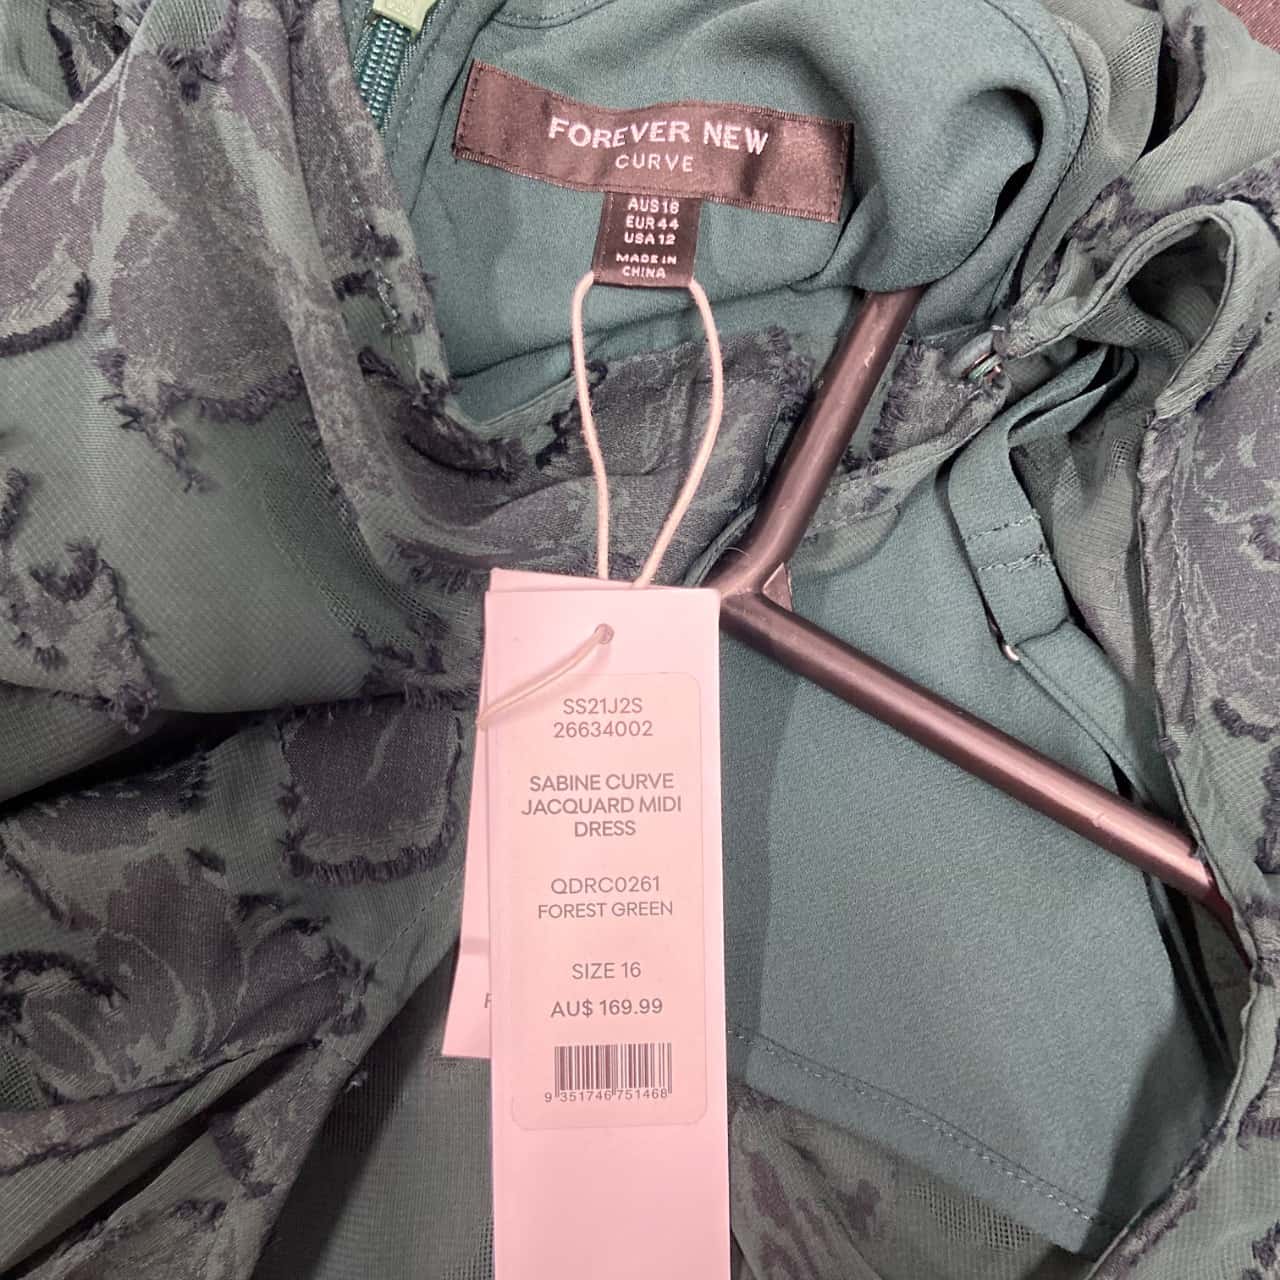 FOREVER NEW
CURVE
AUS 16
EUR 44
USA 12
MADE IN
CHINA
SS21J2S
26634002
SABINE CURVE
JACQUARD MIDI
DRESS
QDRC0261
FOREST GREEN
SIZE 16
AU$ 169.99
9 351746 751468
F